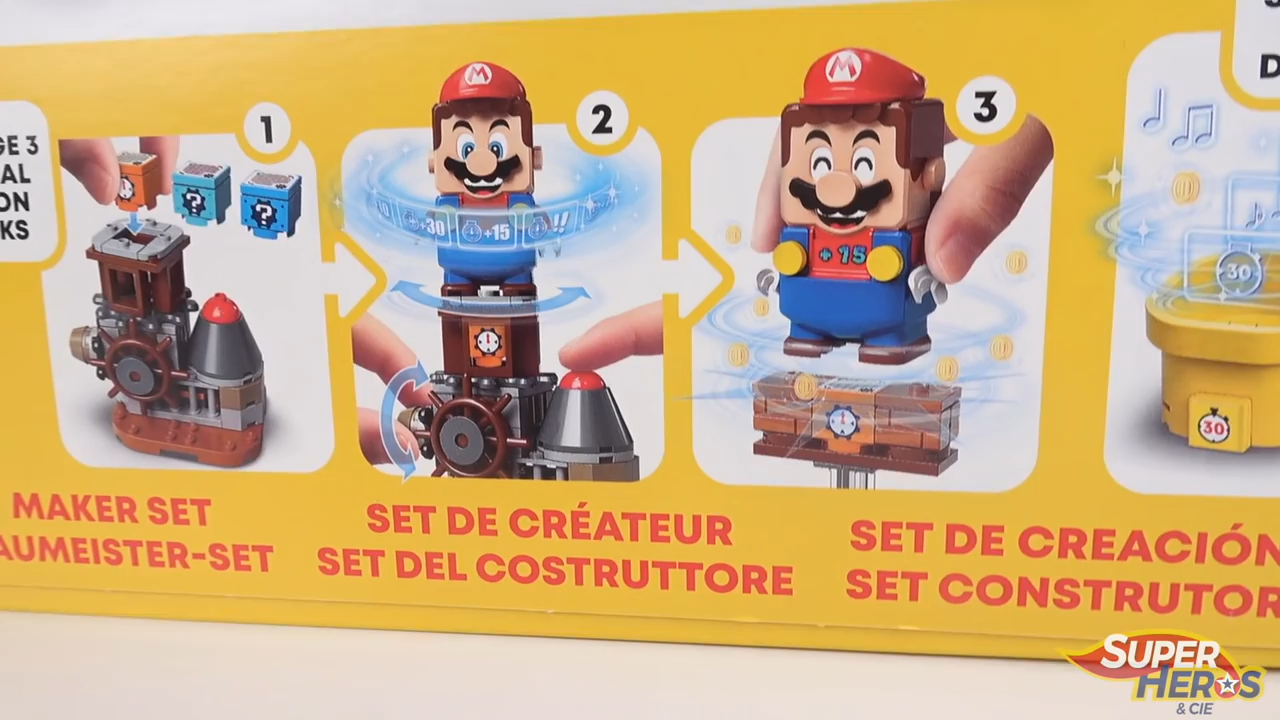 1
2
3
M
M
+30
+15
!!
+15
30
30
MAKER SET
AUMEISTER-SET
SET DE CRÉATEUR
SET DEL COSTRUTTORE
SET DE CREACIÓN
SET CONSTRUTOR
SUPER
HEROS
& CIE